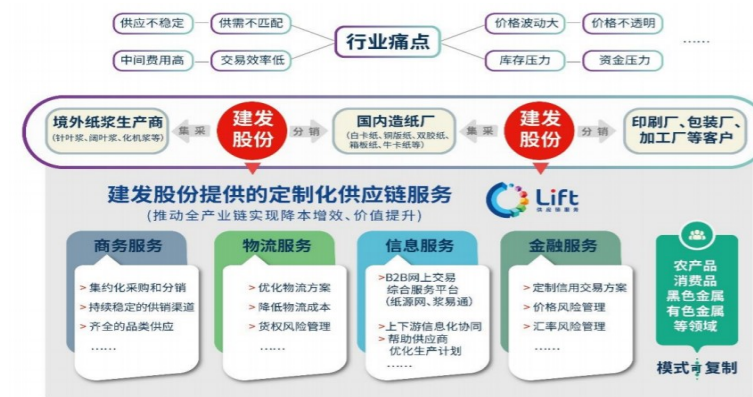 供应不稳定 供需不匹配 价格波动大 价格不透明
行业痛点
中间费用高 交易效率低 库存压力 资金压力
......
境外纸浆生产商
(针叶浆、阔叶浆、化机浆等)
集采
建发
股份
分销
国内造纸厂
(白卡纸、铜版纸、双胶纸、
箱板纸、牛卡纸等)
集采
建发
股份
分销
印刷厂、包装厂、
加工厂等客户
建发股份提供的定制化供应链服务
(推动全产业链实现降本增效、价值提升)
Lift
供应链服务
商务服务
> 集约化采购和分销
> 持续稳定的供销渠道
> 齐全的品类供应
......
物流服务
> 优化物流方案
> 降低物流成本
> 货权风险管理
......
信息服务
>B2B网上交易
综合服务平台
(纸源网、浆易通)
>上下游信息化协同
> 帮助供应商
优化生产计划
......
金融服务
> 定制信用交易方案
> 价格风险管理
> 汇率风险管理
......
农产品
消费品
黑色金属
有色金属
等领域
模式可复制